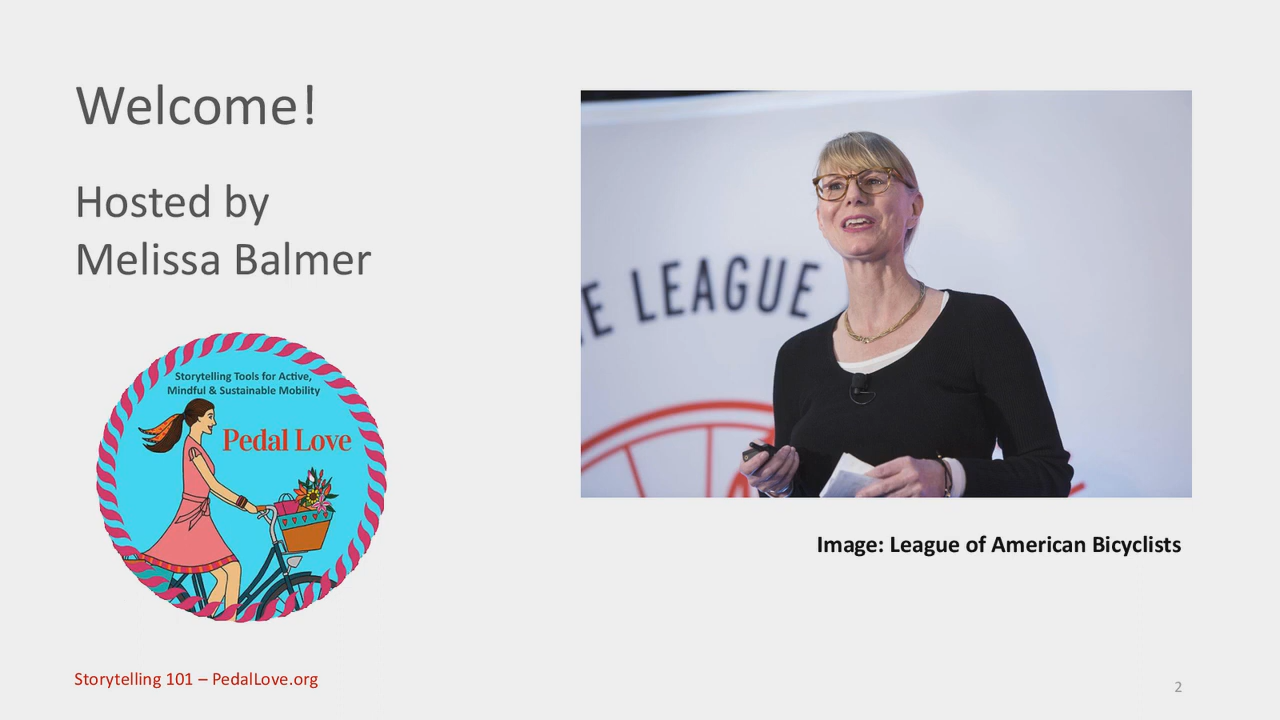 Welcome!
Hosted by
Melissa Balmer
Storytelling Tools for Active,
Mindful & Sustainable Mobility
Pedal Love
E LEAGUE
Image: League of American Bicyclists
Storytelling 101 – PedalLove.org
2